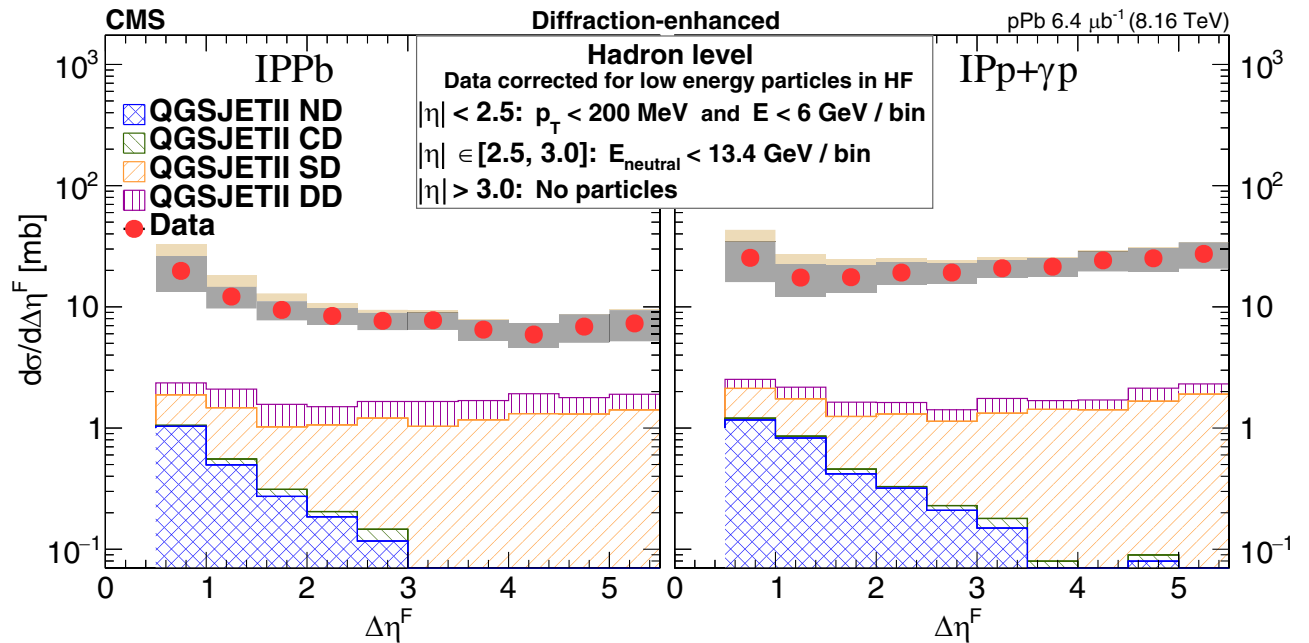 CMS Diffraction-enhanced pPb 6.4 μb⁻¹ (8.16 TeV)
IPPb
Hadron level
Data corrected for low energy particles in HF
|η| < 2.5: p_T < 200 MeV and E < 6 GeV / bin
|η| ∈ [2.5, 3.0]: E_neutral < 13.4 GeV / bin
|η| > 3.0: No particles
IPp+γp
QGSJETII ND
QGSJETII CD
QGSJETII SD
QGSJETII DD
Data
dσ/dΔη^F [mb]
10³
10²
10
1
10⁻¹
10³
10²
10
1
10⁻¹
0 1 2 3 4 5
0 1 2 3 4 5
Δη^F
Δη^F